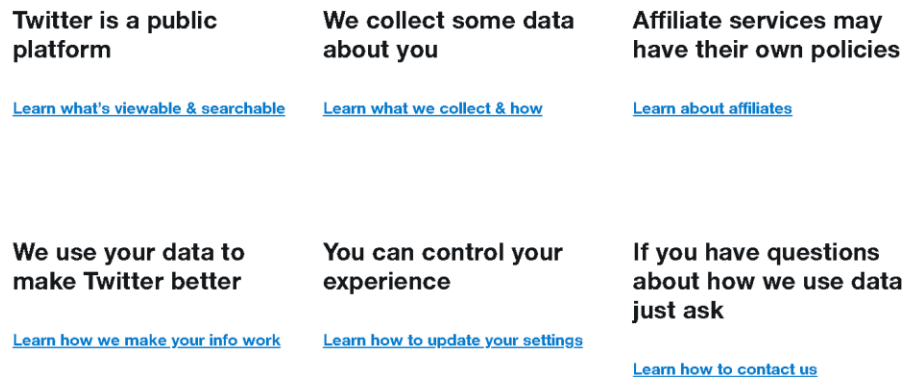 Twitter is a public
platform
Learn what's viewable & searchable
We collect some data
about you
Learn what we collect & how
Affiliate services may
have their own policies
Learn about affiliates
We use your data to
make Twitter better
Learn how we make your info work
You can control your
experience
Learn how to update your settings
If you have questions
about how we use data
just ask
Learn how to contact us